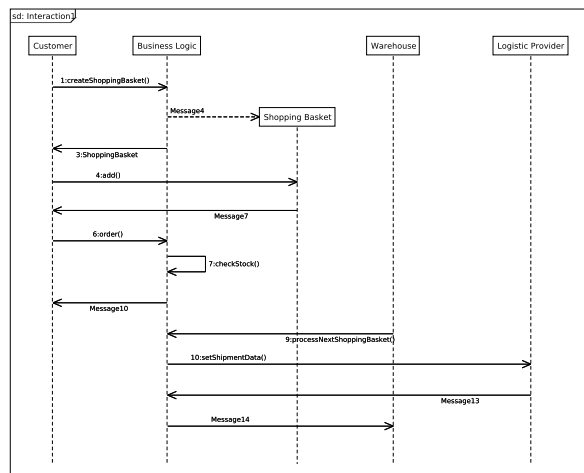 sd: Interaction1
Customer
Business Logic
Warehouse
Logistic Provider
1:createShoppingBasket()
Message4
Shopping Basket
3:ShoppingBasket
4:add()
Message7
6:order()
7:checkStock()
Message10
9:processNextShoppingBasket()
10:setShipmentData()
Message13
Message14